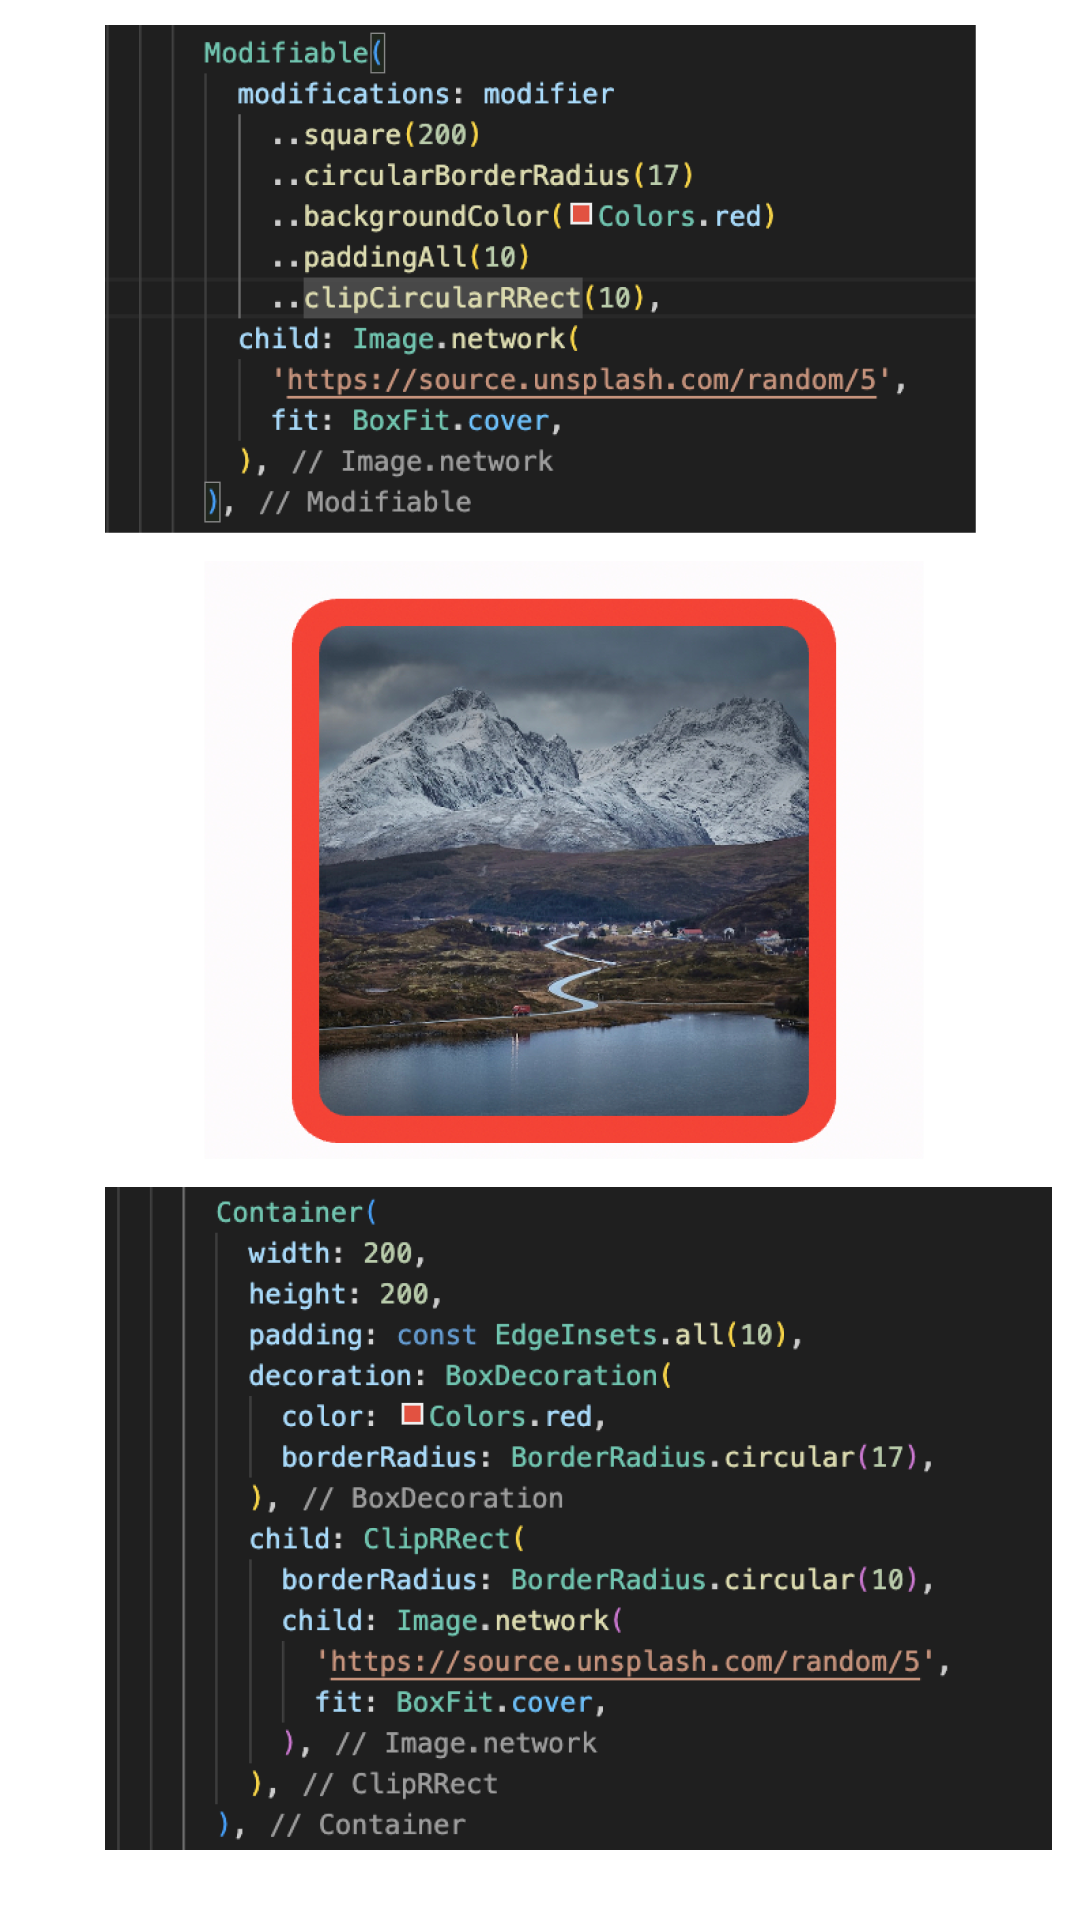 Modifiable(
modifications: modifier
..square(200)
..circularBorderRadius(17)
..backgroundColor(Colors.red)
..paddingAll(10)
..clipCircularRRect(10),
child: Image.network(
'https://source.unsplash.com/random/5',
fit: BoxFit.cover,
), // Image.network
), // Modifiable
Container(
width: 200,
height: 200,
padding: const EdgeInsets.all(10),
decoration: BoxDecoration(
color: Colors.red,
borderRadius: BorderRadius.circular(17),
), // BoxDecoration
child: ClipRRect(
borderRadius: BorderRadius.circular(10),
child: Image.network(
'https://source.unsplash.com/random/5',
fit: BoxFit.cover,
), // Image.network
), // ClipRRect
), // Container